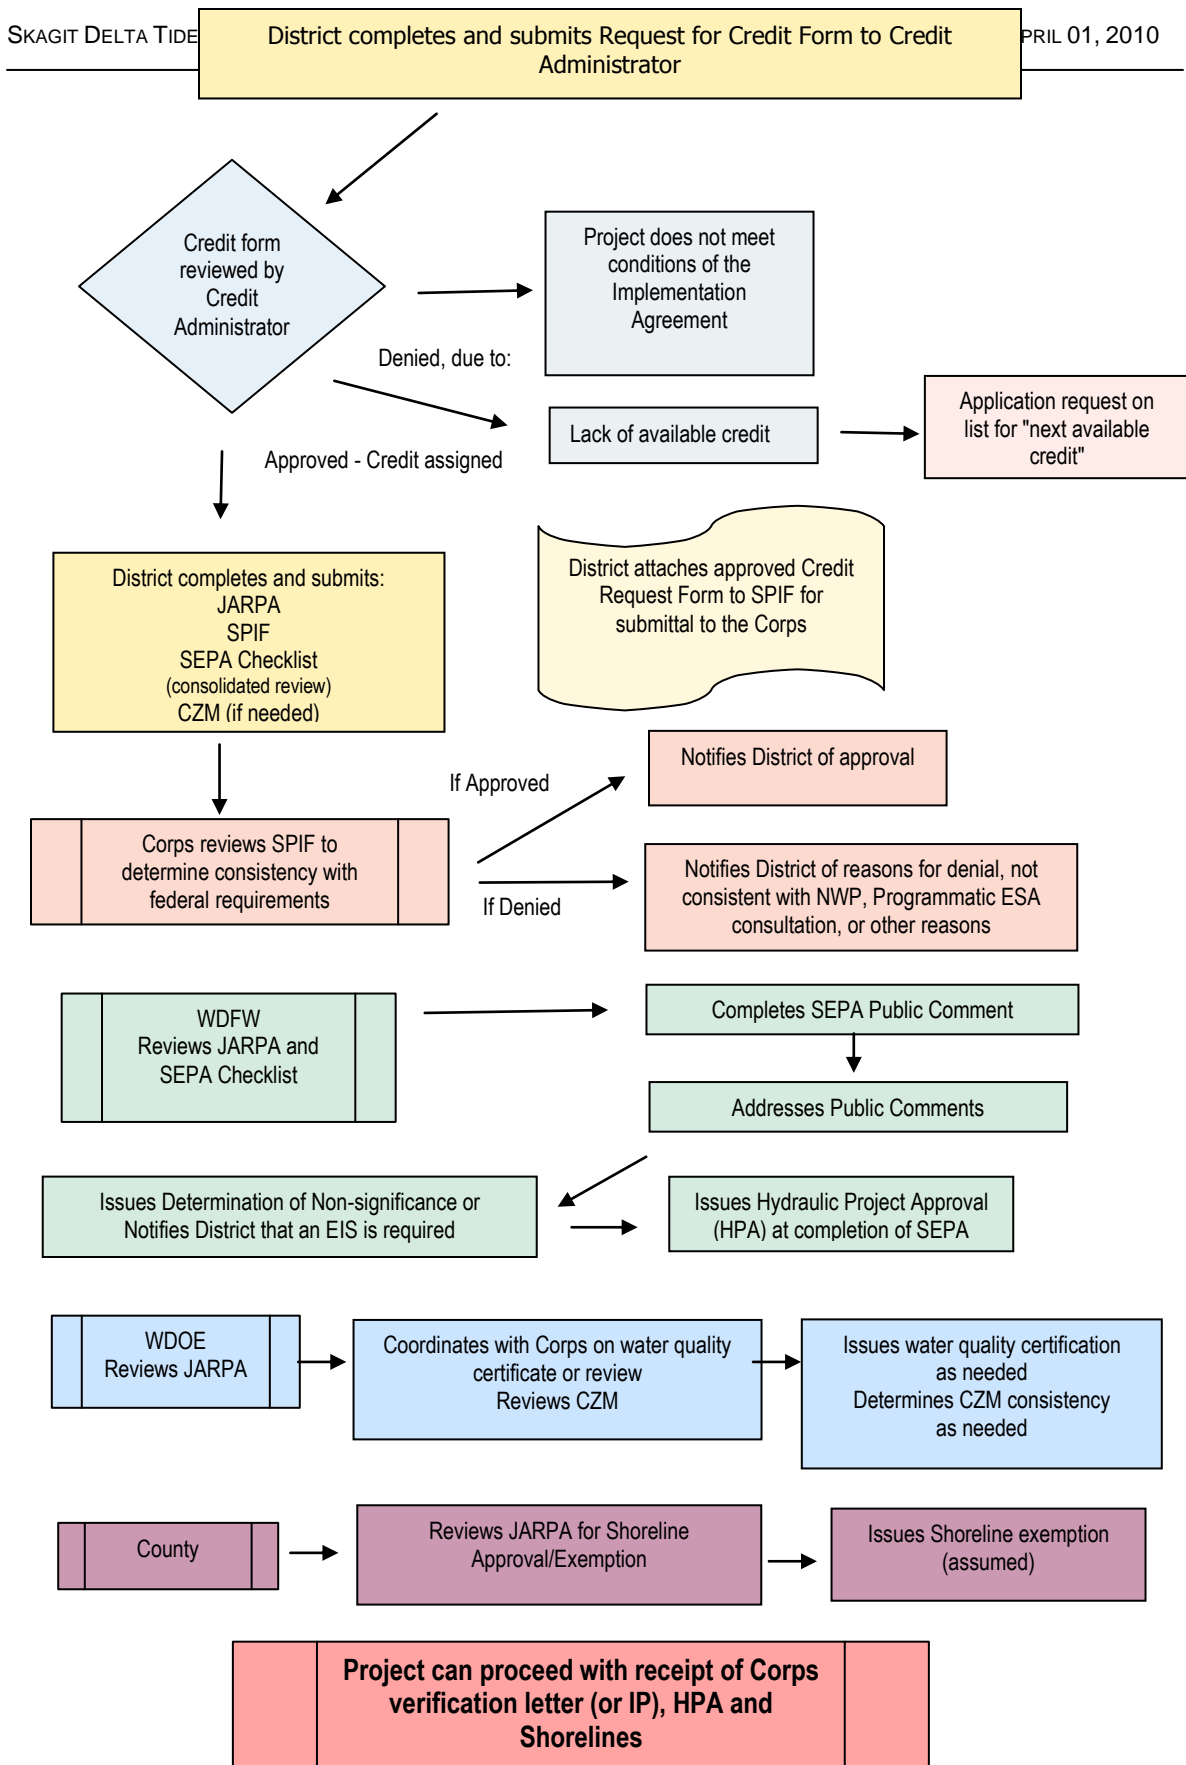 SKAGIT DELTA TIDE
PRIL 01, 2010
District completes and submits Request for Credit Form to Credit
Administrator
Credit form
reviewed by
Credit
Administrator
Project does not meet
conditions of the
Implementation
Agreement
Denied, due to:
Lack of available credit
Application request on
list for "next available
credit"
Approved - Credit assigned
District completes and submits:
JARPA
SPIF
SEPA Checklist
(consolidated review)
CZM (if needed)
District attaches approved Credit
Request Form to SPIF for
submittal to the Corps
Corps reviews SPIF to
determine consistency with
federal requirements
If Approved
Notifies District of approval
If Denied
Notifies District of reasons for denial, not
consistent with NWP, Programmatic ESA
consultation, or other reasons
WDFW
Reviews JARPA and
SEPA Checklist
Completes SEPA Public Comment
Addresses Public Comments
Issues Determination of Non-significance or
Notifies District that an EIS is required
Issues Hydraulic Project Approval
(HPA) at completion of SEPA
WDOE
Reviews JARPA
Coordinates with Corps on water quality
certificate or review
Reviews CZM
Issues water quality certification
as needed
Determines CZM consistency
as needed
County
Reviews JARPA for Shoreline
Approval/Exemption
Issues Shoreline exemption
(assumed)
Project can proceed with receipt of Corps
verification letter (or IP), HPA and
Shorelines